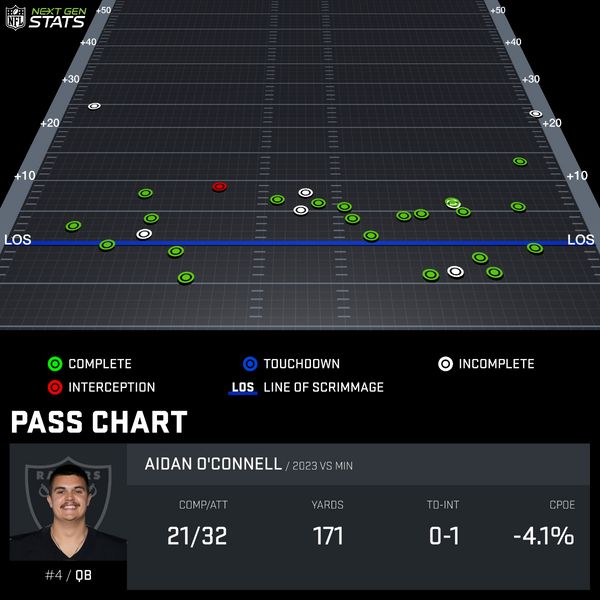 NFL NEXT GEN STATS
+50 +50
+40 +40
+30 +30
+20 +20
+10 +10
LOS LOS
COMPLETE TOUCHDOWN INCOMPLETE
INTERCEPTION LOS LINE OF SCRIMMAGE
PASS CHART
RAIDERS
AIDAN O'CONNELL / 2023 VS MIN
COMP/ATT YARDS TD-INT CPOE
21/32 171 0-1 -4.1%
#4 / QB